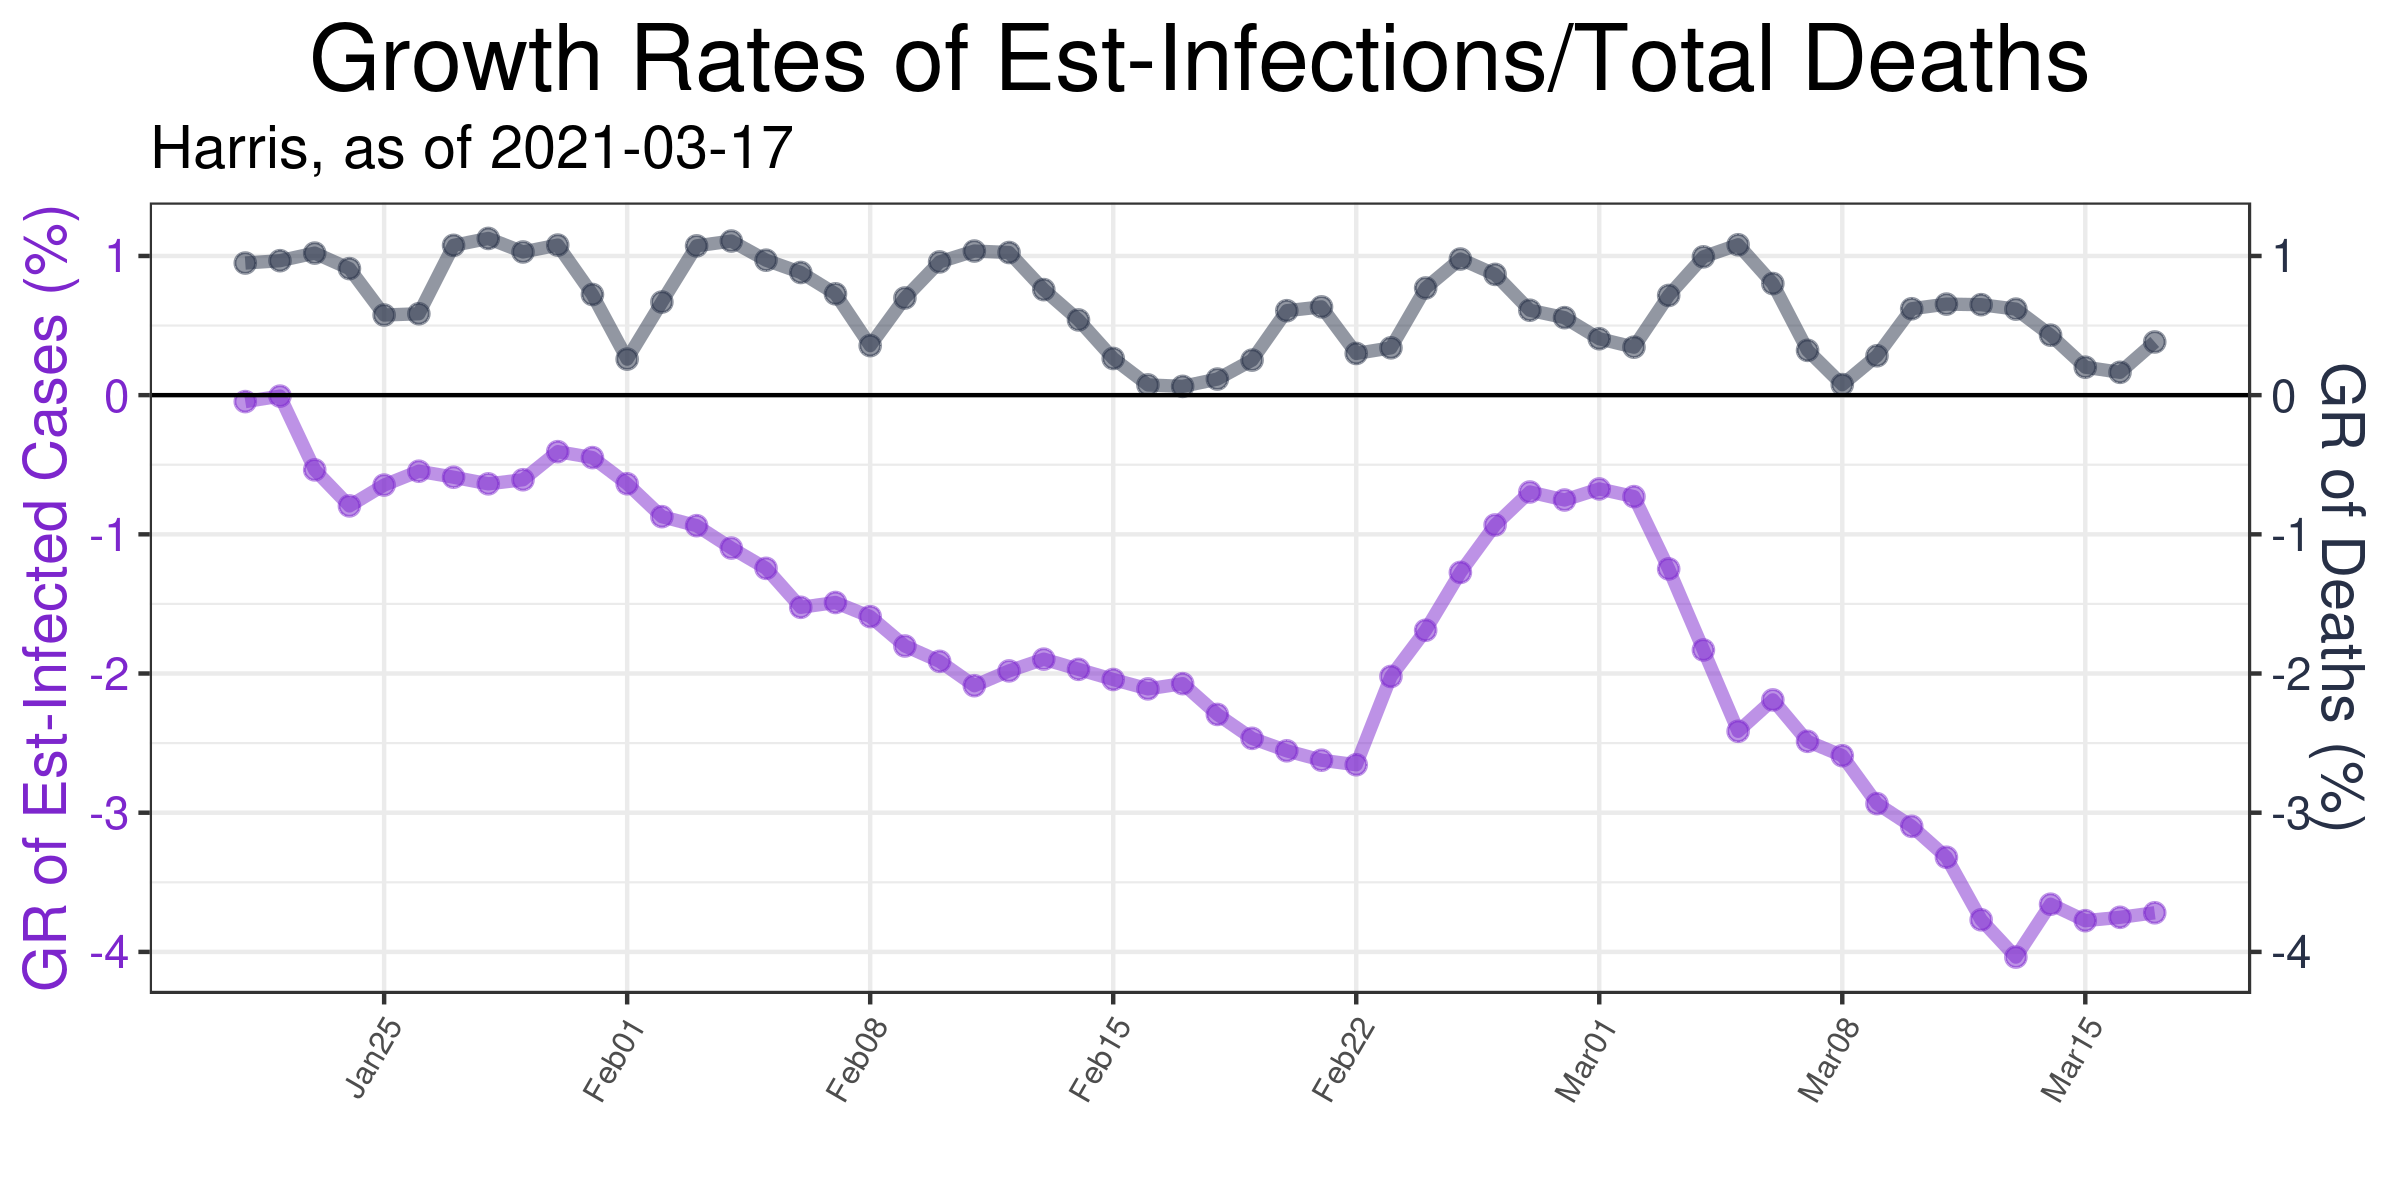 Growth Rates of Est-Infections/Total Deaths
Harris, as of 2021-03-17
GR of Est-Infected Cases (%)
1
0
-1
-2
-3
-4
1
0
-1
-2
-3
-4
GR of Deaths (%)
Jan25
Feb01
Feb08
Feb15
Feb22
Mar01
Mar08
Mar15